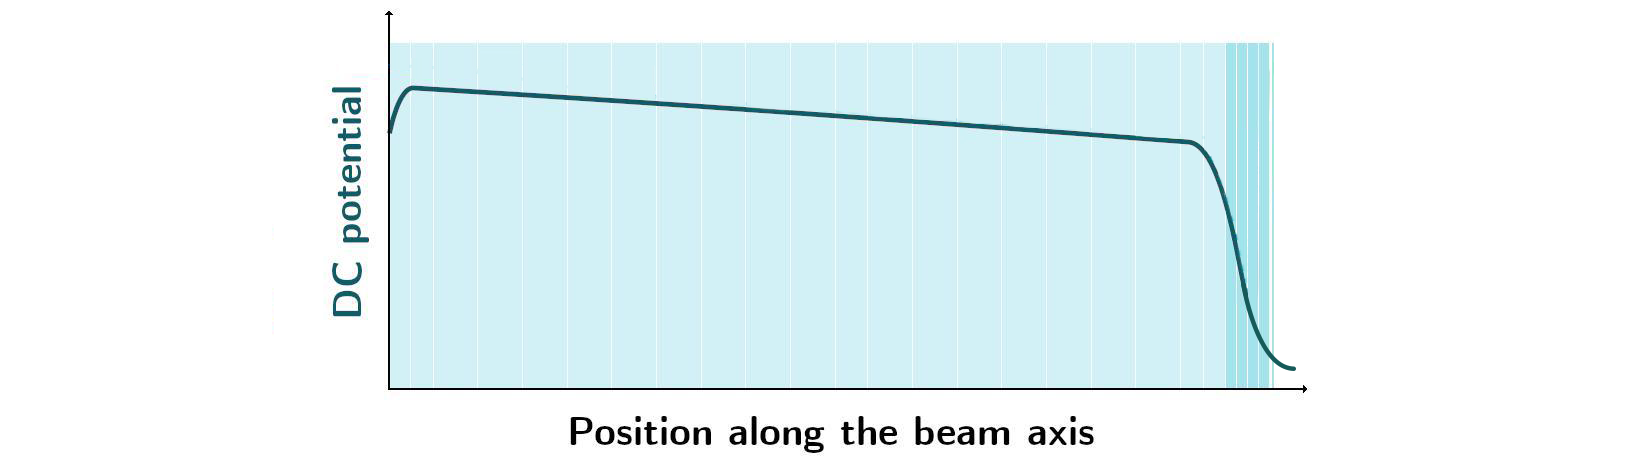 DC potential
Position along the beam axis